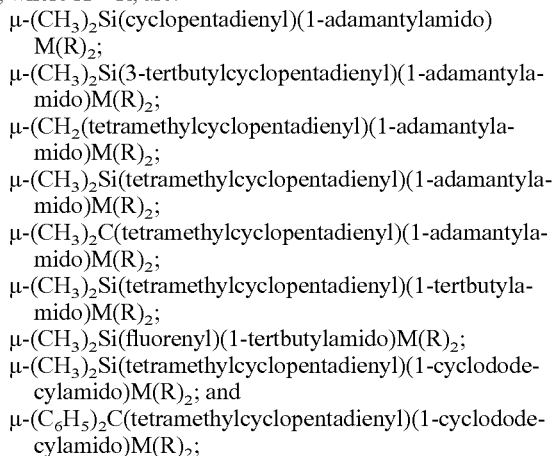 μ-(CH₃)₂Si(cyclopentadienyl)(1-adamantylamido)
M(R)₂;
μ-(CH₃)₂Si(3-tertbutylcyclopentadienyl)(1-adamantyla-
mido)M(R)₂;
μ-(CH₂(tetramethylcyclopentadienyl)(1-adamantyla-
mido)M(R)₂;
μ-(CH₃)₂Si(tetramethylcyclopentadienyl)(1-adamantyla-
mido)M(R)₂;
μ-(CH₃)₂C(tetramethylcyclopentadienyl)(1-adamantyla-
mido)M(R)₂;
μ-(CH₃)₂Si(tetramethylcyclopentadienyl)(1-tertbutyla-
mido)M(R)₂;
μ-(CH₃)₂Si(fluorenyl)(1-tertbutylamido)M(R)₂;
μ-(CH₃)₂Si(tetramethylcyclopentadienyl)(1-cyclodode-
cylamido)M(R)₂; and
μ-(C₆H₅)₂C(tetramethylcyclopentadienyl)(1-cyclodode-
cylamido)M(R)₂;